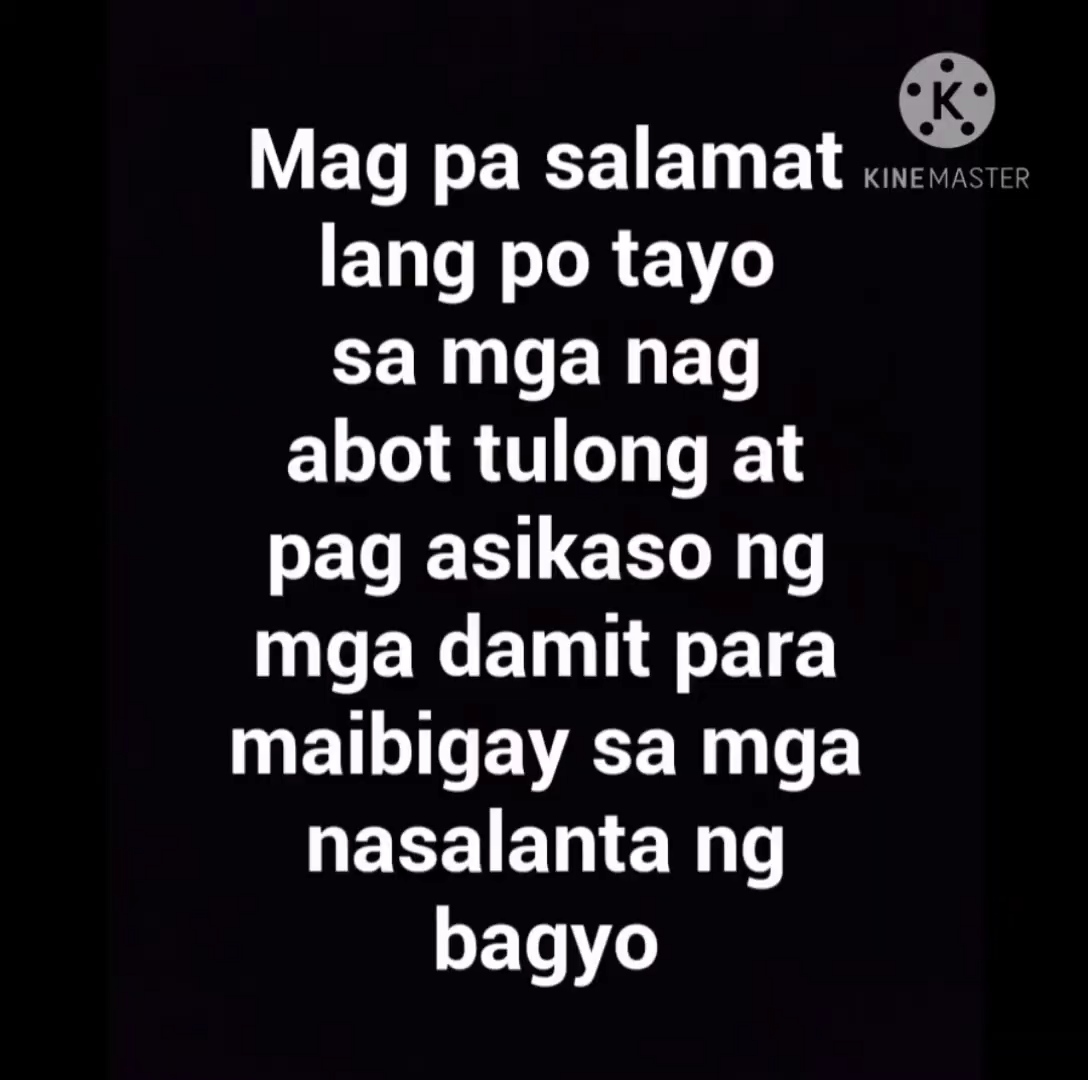 K
KINEMASTER
Mag pa salamat
lang po tayo
sa mga nag
abot tulong at
pag asikaso ng
mga damit para
maibigay sa mga
nasalanta ng
bagyo